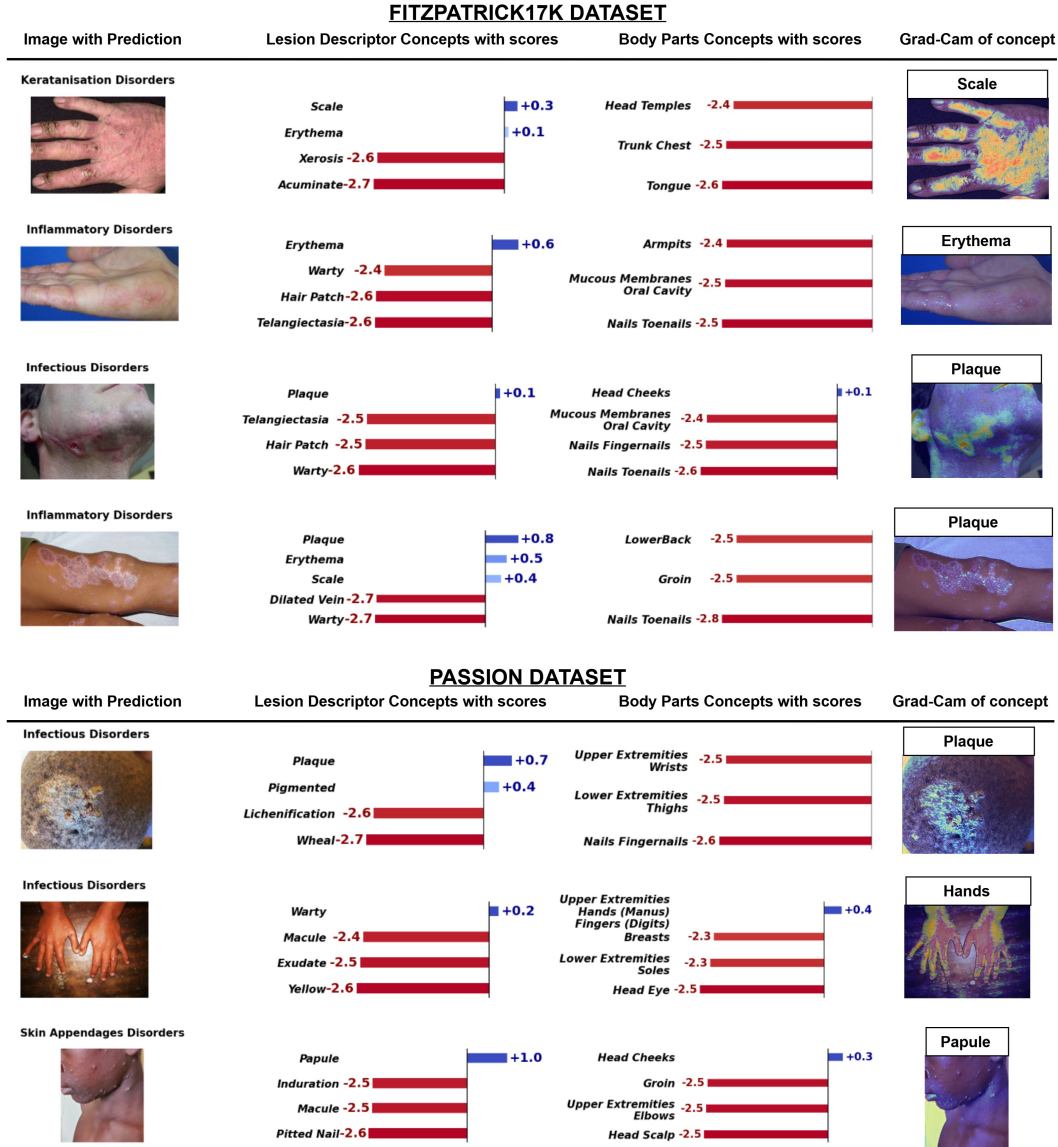 FITZPATRICK17K DATASET
Image with Prediction
Lesion Descriptor Concepts with scores
Body Parts Concepts with scores
Grad-Cam of concept
Keratanisation Disorders
Scale +0.3
Erythema +0.1
Xerosis -2.6
Acuminate -2.7
Head Temples -2.4
Trunk Chest -2.5
Tongue -2.6
Scale
Inflammatory Disorders
Erythema +0.6
Warty -2.4
Hair Patch -2.6
Telangiectasia -2.6
Armpits -2.4
Mucous Membranes
Oral Cavity -2.5
Nails Toenails -2.5
Erythema
Infectious Disorders
Plaque +0.1
Telangiectasia -2.5
Hair Patch -2.5
Warty -2.6
Head Cheeks +0.1
Mucous Membranes
Oral Cavity -2.4
Nails Fingernails -2.5
Nails Toenails -2.6
Plaque
Inflammatory Disorders
Plaque +0.8
Erythema +0.5
Scale +0.4
Dilated Vein -2.7
Warty -2.7
LowerBack -2.5
Groin -2.5
Nails Toenails -2.8
Plaque
PASSION DATASET
Image with Prediction
Lesion Descriptor Concepts with scores
Body Parts Concepts with scores
Grad-Cam of concept
Infectious Disorders
Plaque +0.7
Pigmented +0.4
Lichenification -2.6
Wheal -2.7
Upper Extremities
Wrists -2.5
Lower Extremities
Thighs -2.5
Nails Fingernails -2.6
Plaque
Infectious Disorders
Warty +0.2
Macule -2.4
Exudate -2.5
Yellow -2.6
Upper Extremities
Hands (Manus)
Fingers (Digits) +0.4
Breasts -2.3
Lower Extremities
Soles -2.3
Head Eye -2.5
Hands
Skin Appendages Disorders
Papule +1.0
Induration -2.5
Macule -2.5
Pitted Nail -2.6
Head Cheeks +0.3
Groin -2.5
Upper Extremities
Elbows -2.5
Head Scalp -2.5
Papule